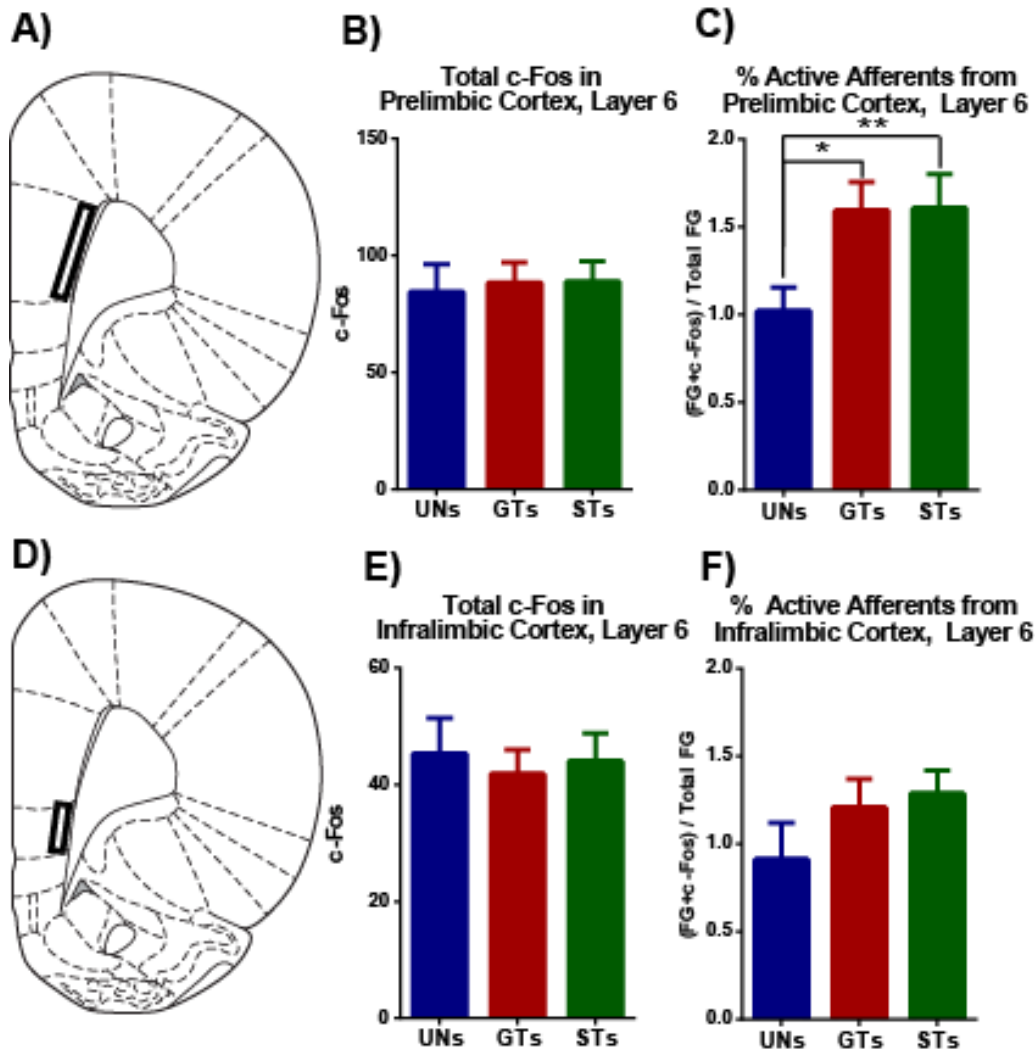 A)
B)
Total c-Fos in
Prelimbic Cortex, Layer 6
150
100
50
0
c-Fos
UNs GTs STs
C)
% Active Afferents from
Prelimbic Cortex, Layer 6
2.0
1.5
1.0
0.5
0.0
(FG+c-Fos) / Total FG
*
**
UNs GTs STs
D)
E)
Total c-Fos in
Infralimbic Cortex, Layer 6
60
40
20
0
c-Fos
UNs GTs STs
F)
% Active Afferents from
Infralimbic Cortex, Layer 6
2.0
1.5
1.0
0.5
0.0
(FG+c-Fos) / Total FG
UNs GTs STs